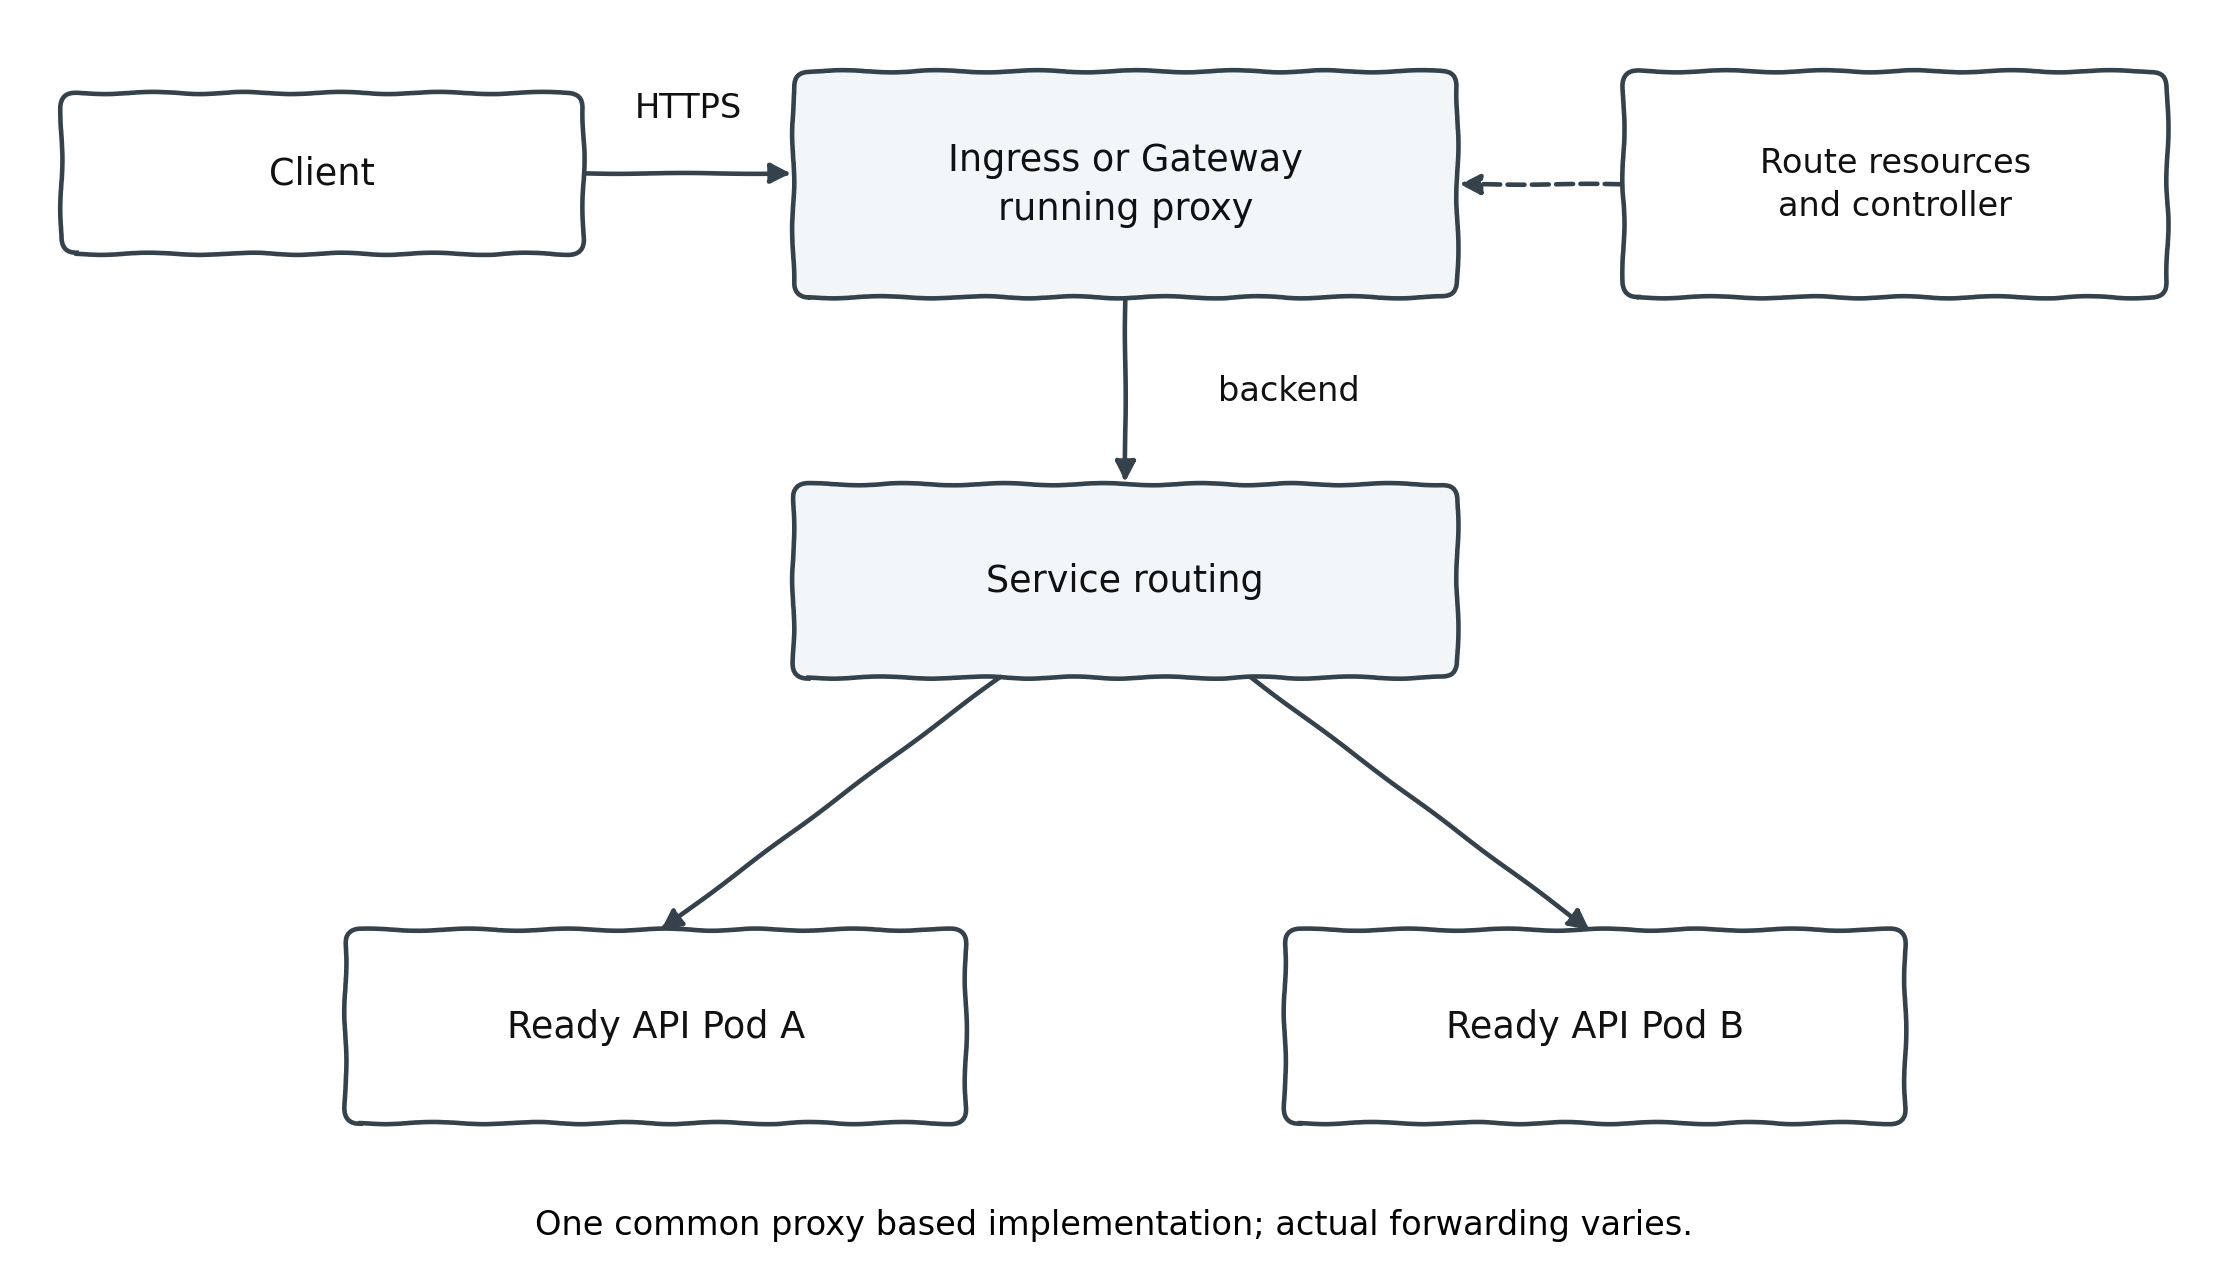 Client
HTTPS
Ingress or Gateway
running proxy
Route resources
and controller
backend
Service routing
Ready API Pod A
Ready API Pod B
One common proxy based implementation; actual forwarding varies.